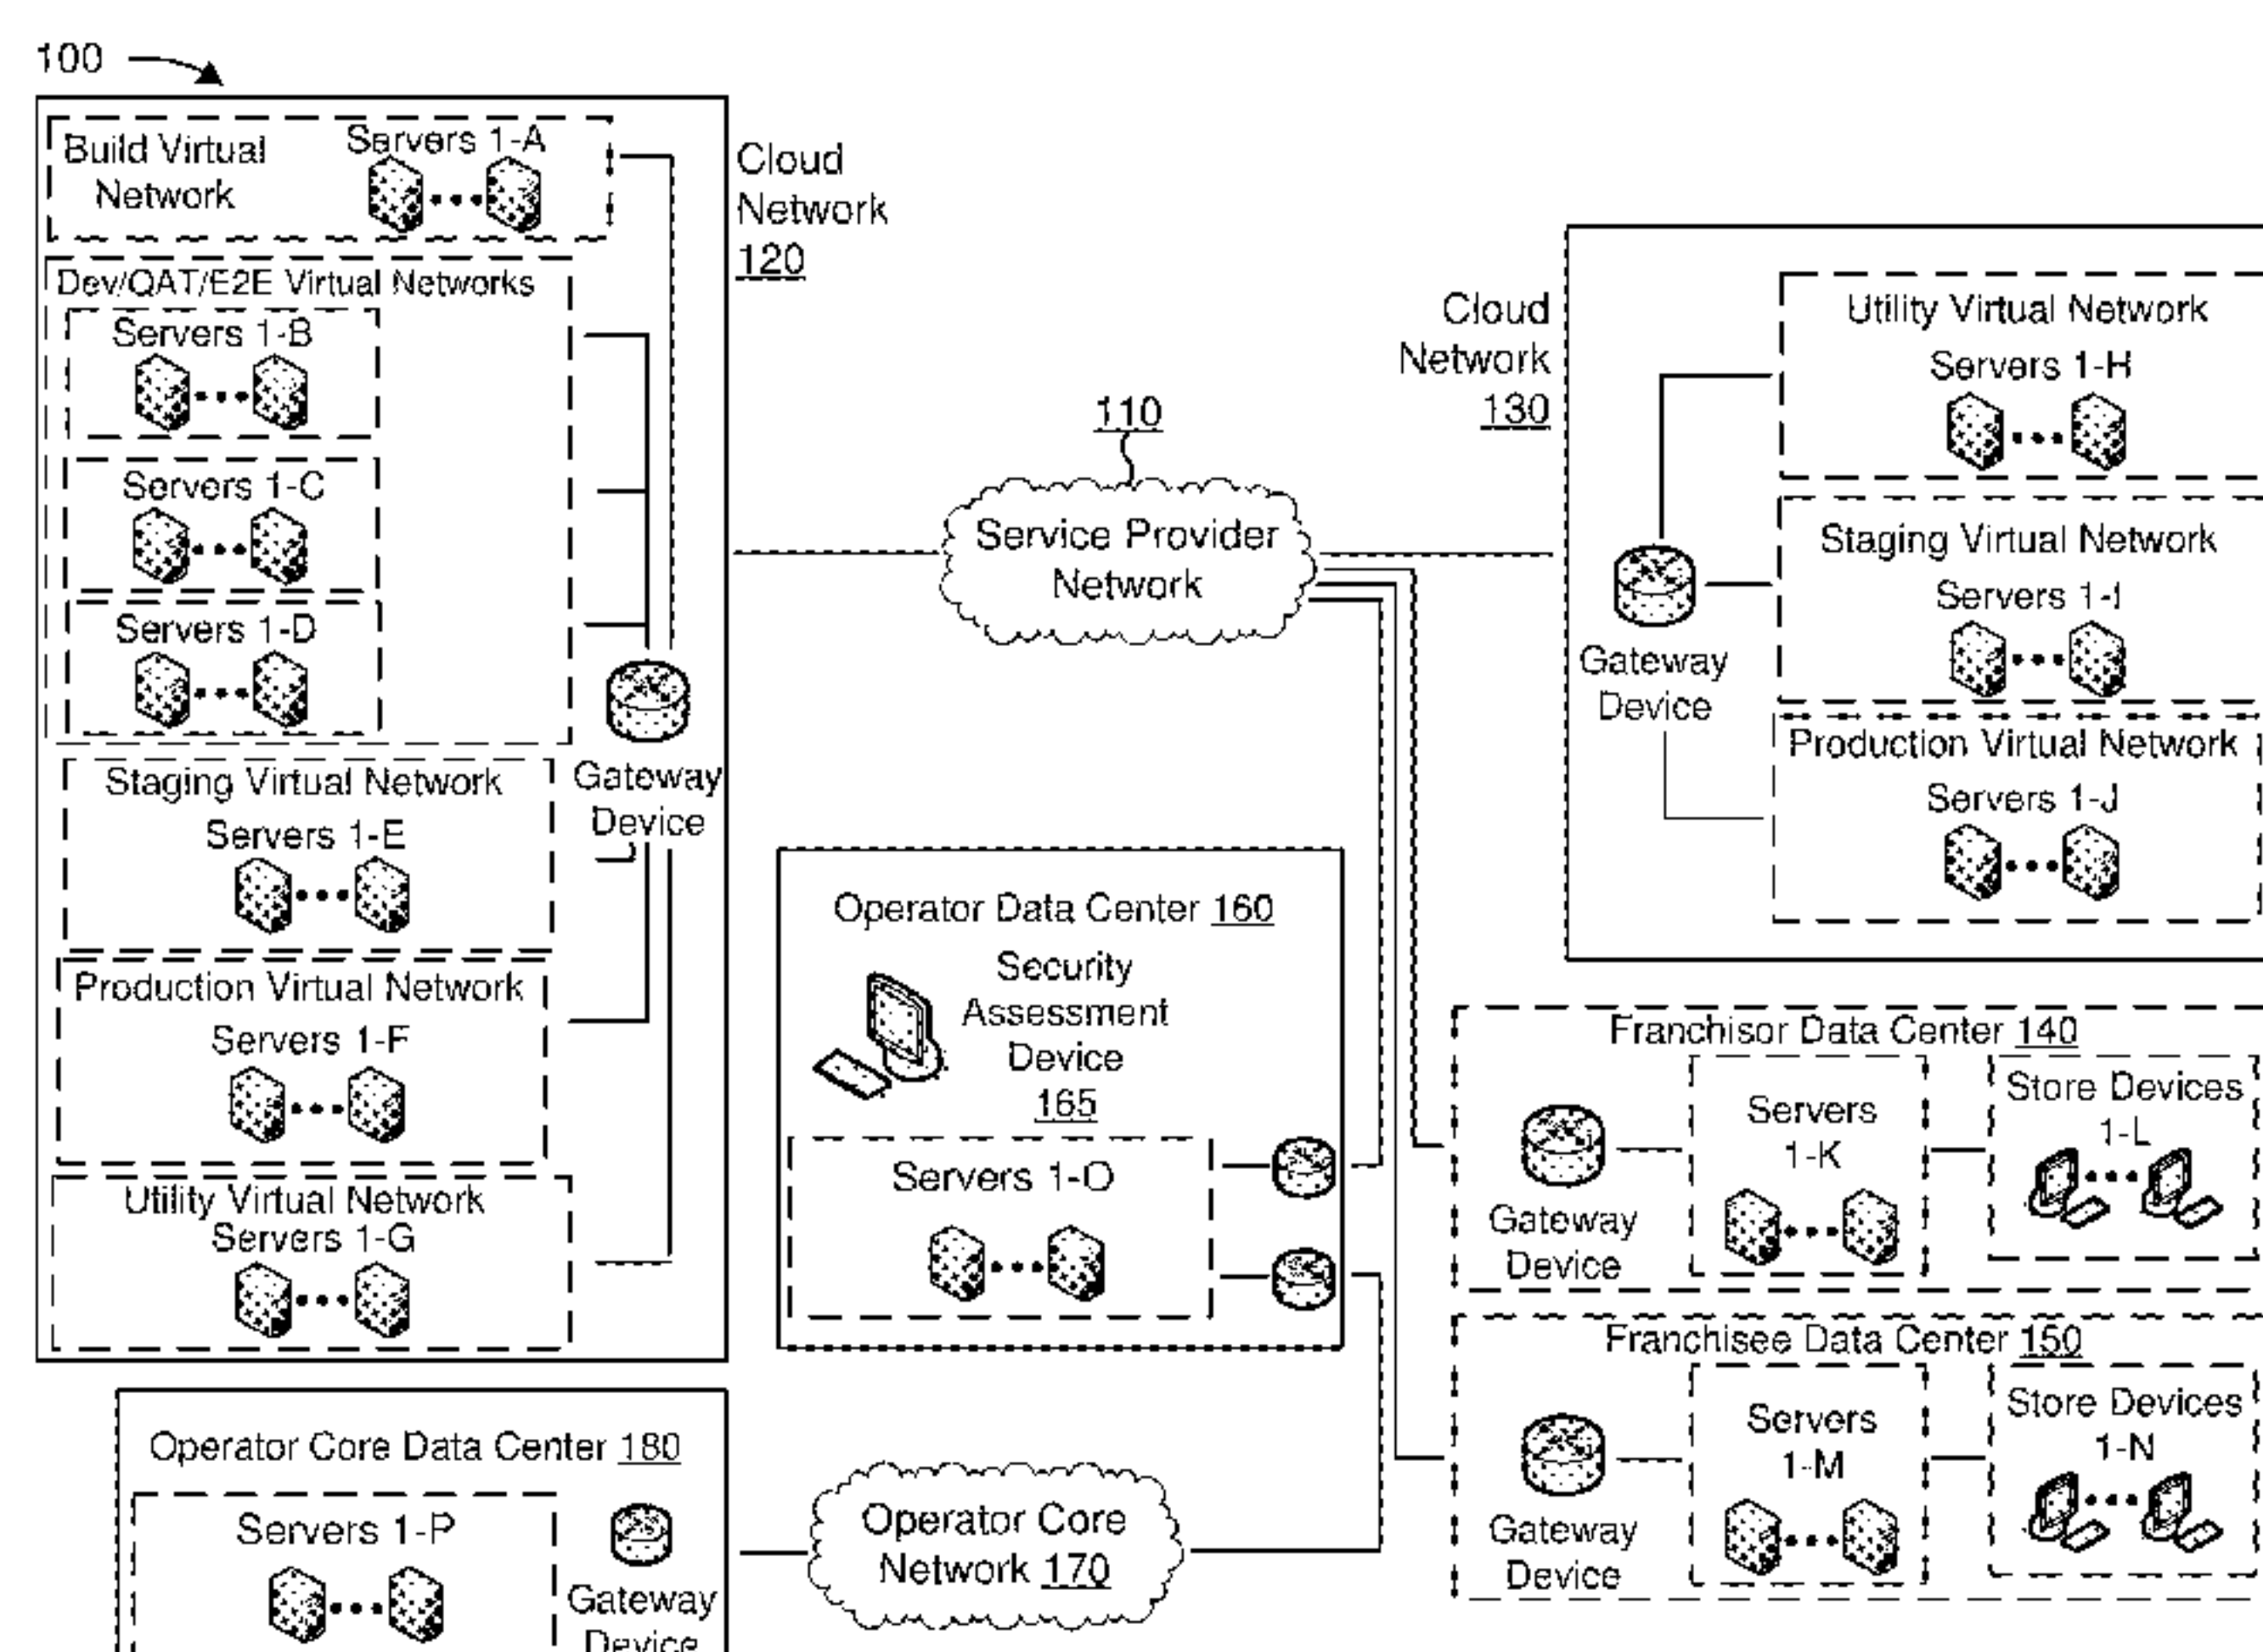 100
Build Virtual
Network
Servers 1-A
Cloud
Network
120
Dev/QAT/E2E Virtual Networks
Servers 1-B
Servers 1-C
Servers 1-D
Gateway
Device
Staging Virtual Network
Servers 1-E
Production Virtual Network
Servers 1-F
Utility Virtual Network
Servers 1-G
110
Service Provider
Network
Cloud
Network
130
Utility Virtual Network
Servers 1-H
Staging Virtual Network
Servers 1-I
Gateway
Device
Production Virtual Network
Servers 1-J
Operator Data Center 160
Security
Assessment
Device
165
Servers 1-O
Franchisor Data Center 140
Gateway
Device
Servers
1-K
Store Devices
1-L
Franchisee Data Center 150
Gateway
Device
Servers
1-M
Store Devices
1-N
Operator Core Data Center 180
Servers 1-P
Gateway
Device
Operator Core
Network 170